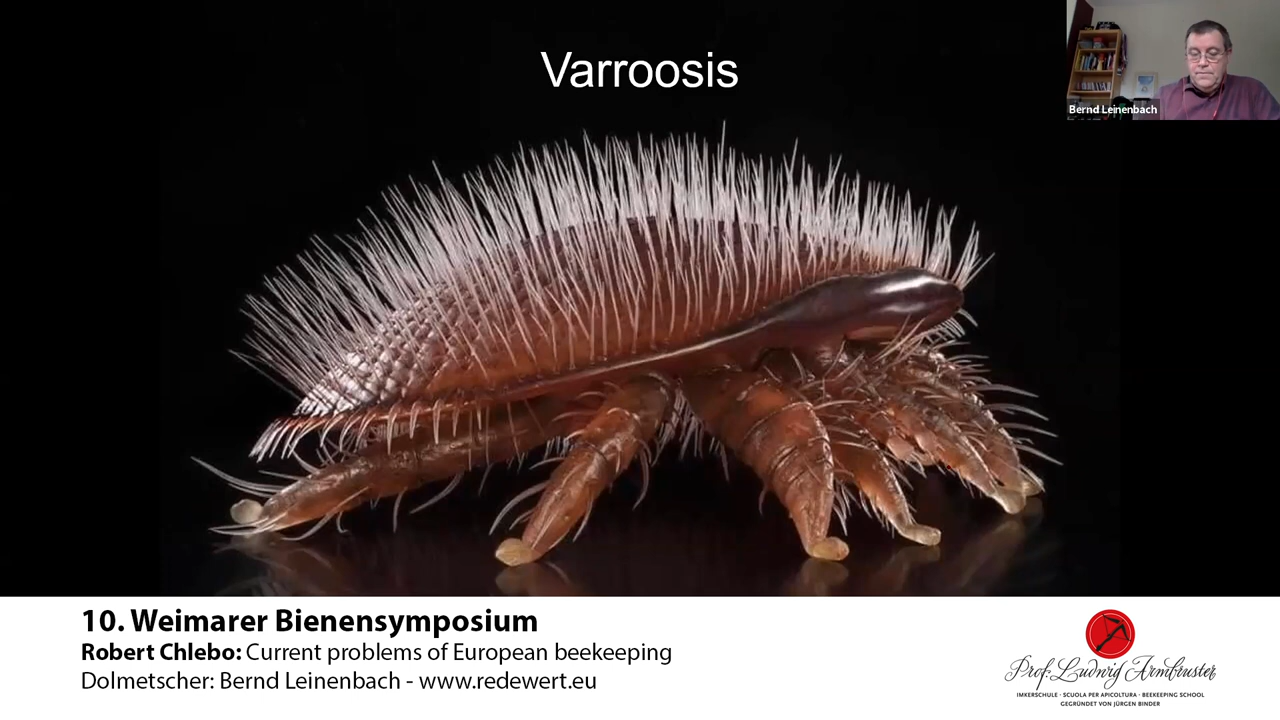 Varroosis
Bernd Leinenbach
10. Weimarer Bienensymposium
Robert Chlebo: Current problems of European beekeeping
Dolmetscher: Bernd Leinenbach - www.redewert.eu
Prof. Ludwig Armbruster
IMKERSCHULE · SCUOLA PER APICOLTURA · BEEKEEPING SCHOOL
GEGRÜNDET VON JÜRGEN BINDER